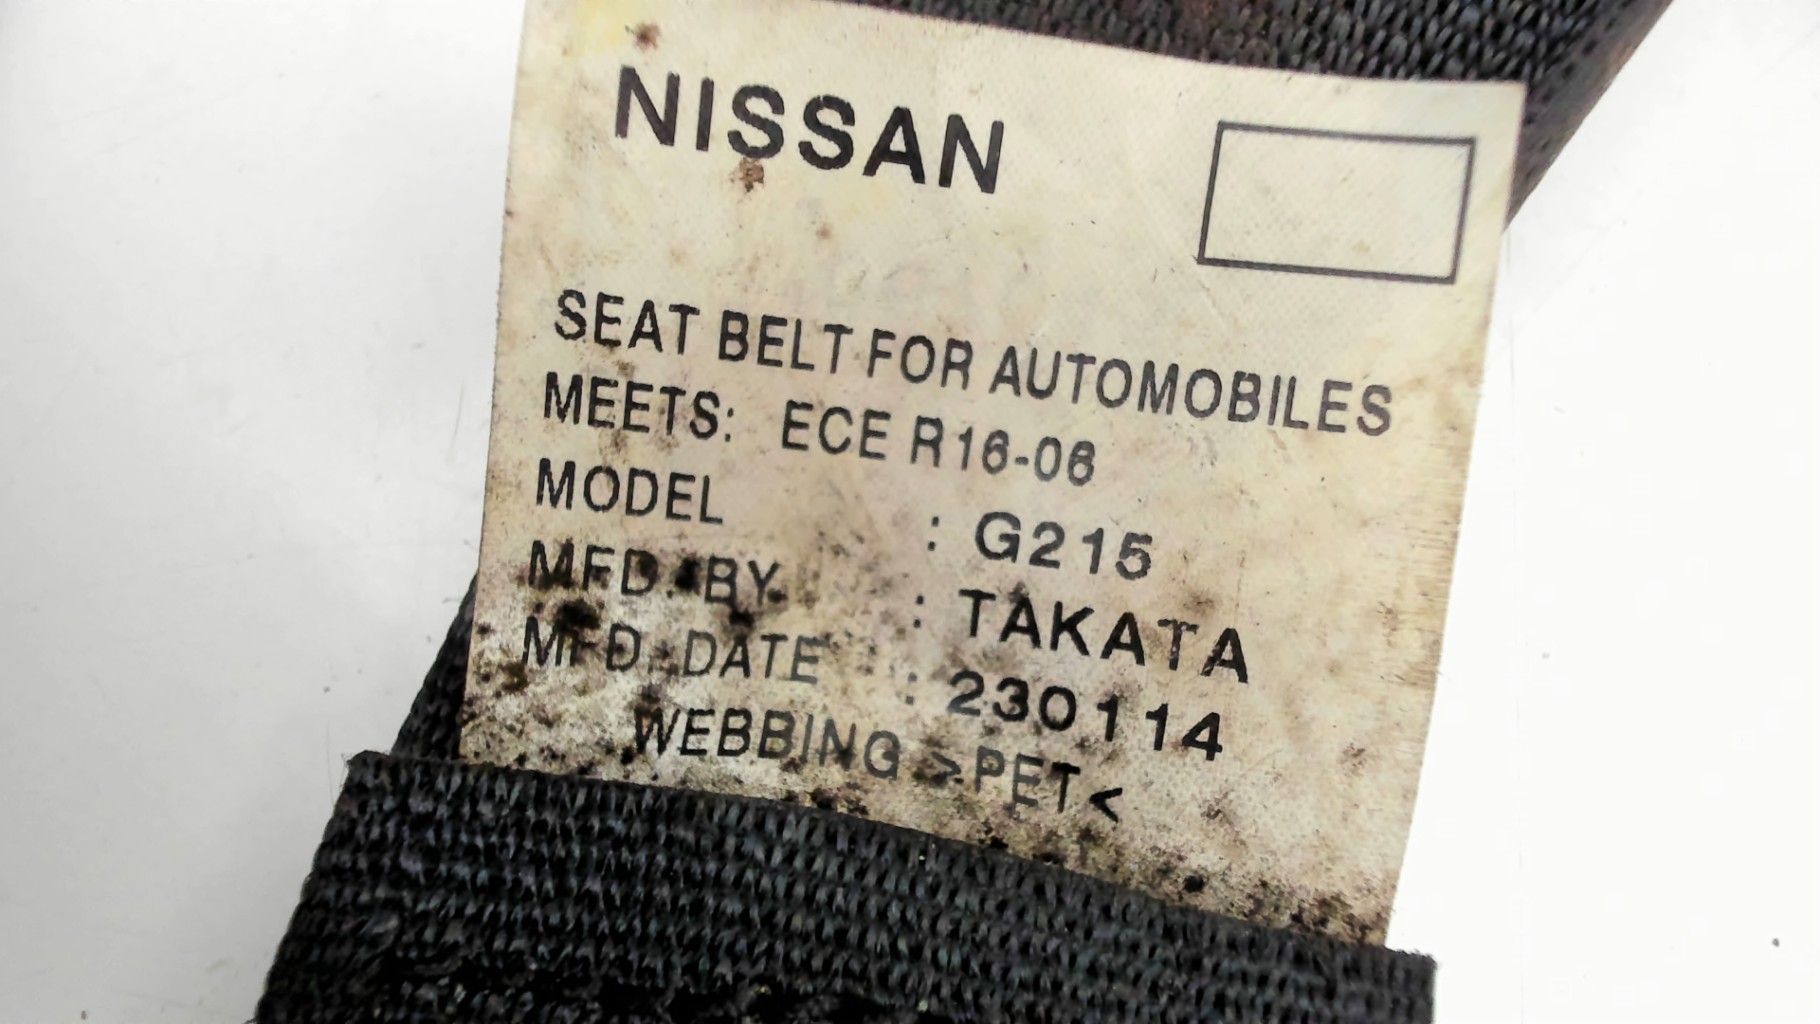 NISSAN
SEAT BELT FOR AUTOMOBILES
MEETS: ECE R16-06
MODEL : G215
MFD. BY : TAKATA
MFD. DATE : 230114
WEBBING >PET<